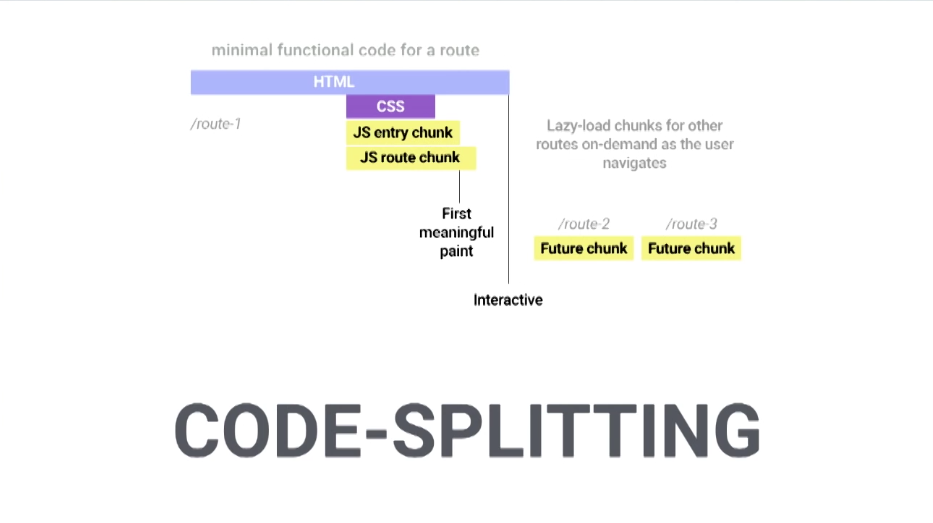 minimal functional code for a route
HTML
CSS
/route-1
JS entry chunk
JS route chunk
Lazy-load chunks for other
routes on-demand as the user
navigates
First
meaningful
paint
/route-2
/route-3
Future chunk
Future chunk
Interactive
CODE-SPLITTING